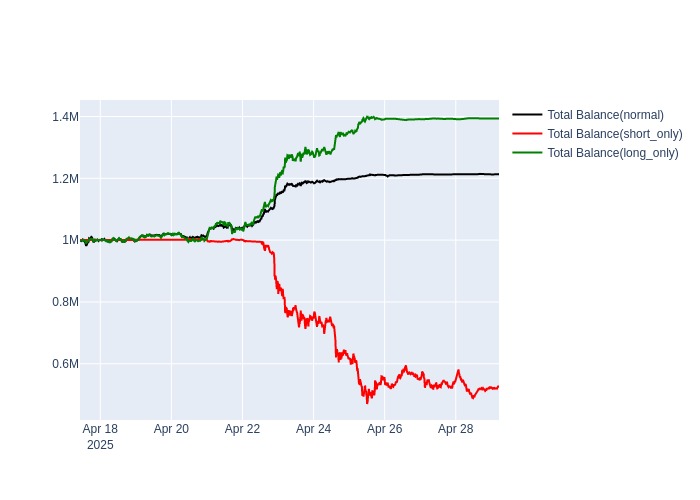 1.4M
1.2M
1M
0.8M
0.6M
Apr 18
2025
Apr 20
Apr 22
Apr 24
Apr 26
Apr 28
Total Balance(normal)
Total Balance(short_only)
Total Balance(long_only)